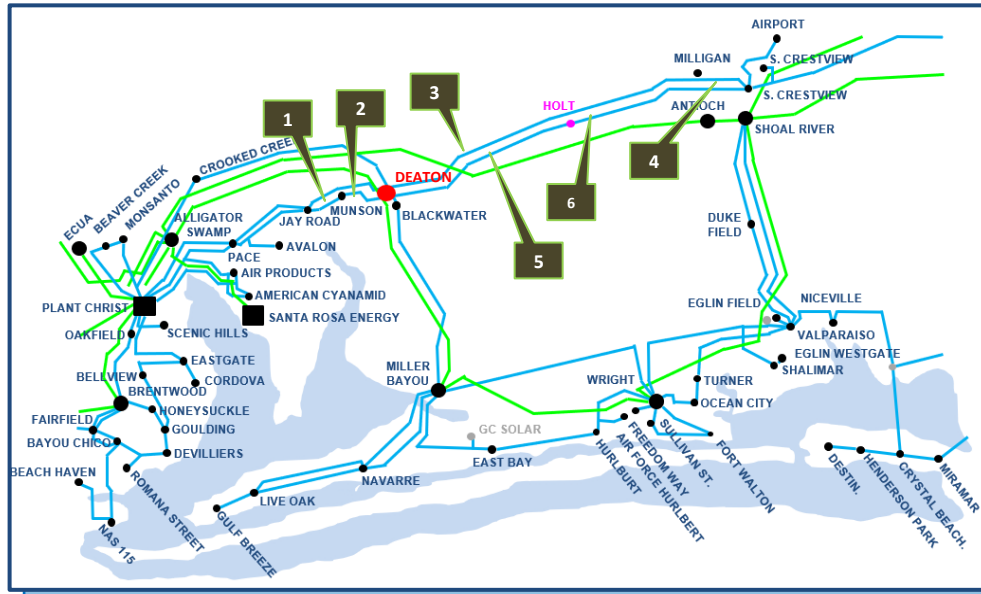 AIRPORT
MILLIGAN
S. CRESTVIEW
S. CRESTVIEW
HOLT
ANTIOCH
SHOAL RIVER
1
2
3
4
5
6
CROOKED CREE
DEATON
MUNSON
BLACKWATER
JAY ROAD
ECUA
BEAVER CREEK
MONSANTO
ALLIGATOR
SWAMP
AVALON
PACE
AIR PRODUCTS
AMERICAN CYANAMID
SANTA ROSA ENERGY
PLANT CHRIST
OAKFIELD
SCENIC HILLS
EASTGATE
CORDOVA
BELLVIEW
BRENTWOOD
HONEYSUCKLE
FAIRFIELD
GOULDING
BAYOU CHICO
DEVILLIERS
BEACH HAVEN
ROMANA STREET
NAS 115
GULF BREEZE
LIVE OAK
NAVARRE
MILLER
BAYOU
GC SOLAR
EAST BAY
DUKE
FIELD
EGLIN FIELD
NICEVILLE
VALPARAISO
EGLIN WESTGATE
SHALIMAR
WRIGHT
TURNER
OCEAN CITY
HURLBURT
AIR FORCE HURLBERT
FREEDOM WAY
SULLIVAN ST.
FORT WALTON
DESTIN.
HENDERSON PARK
CRYSTAL BEACH.
MIRAMAR